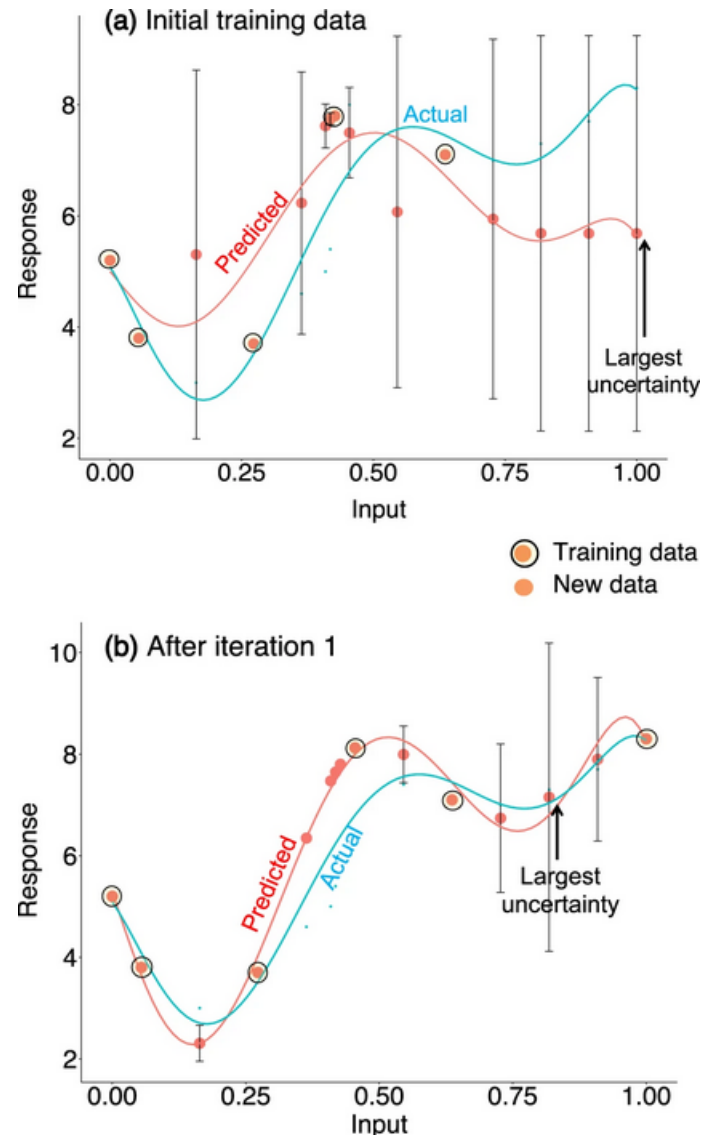 (a) Initial training data
8
6
4
2
Response
Actual
Predicted
Largest
uncertainty
0.00 0.25 0.50 0.75 1.00
Input
Training data
New data
(b) After iteration 1
10
8
6
4
2
Response
Predicted
Actual
Largest
uncertainty
0.00 0.25 0.50 0.75 1.00
Input